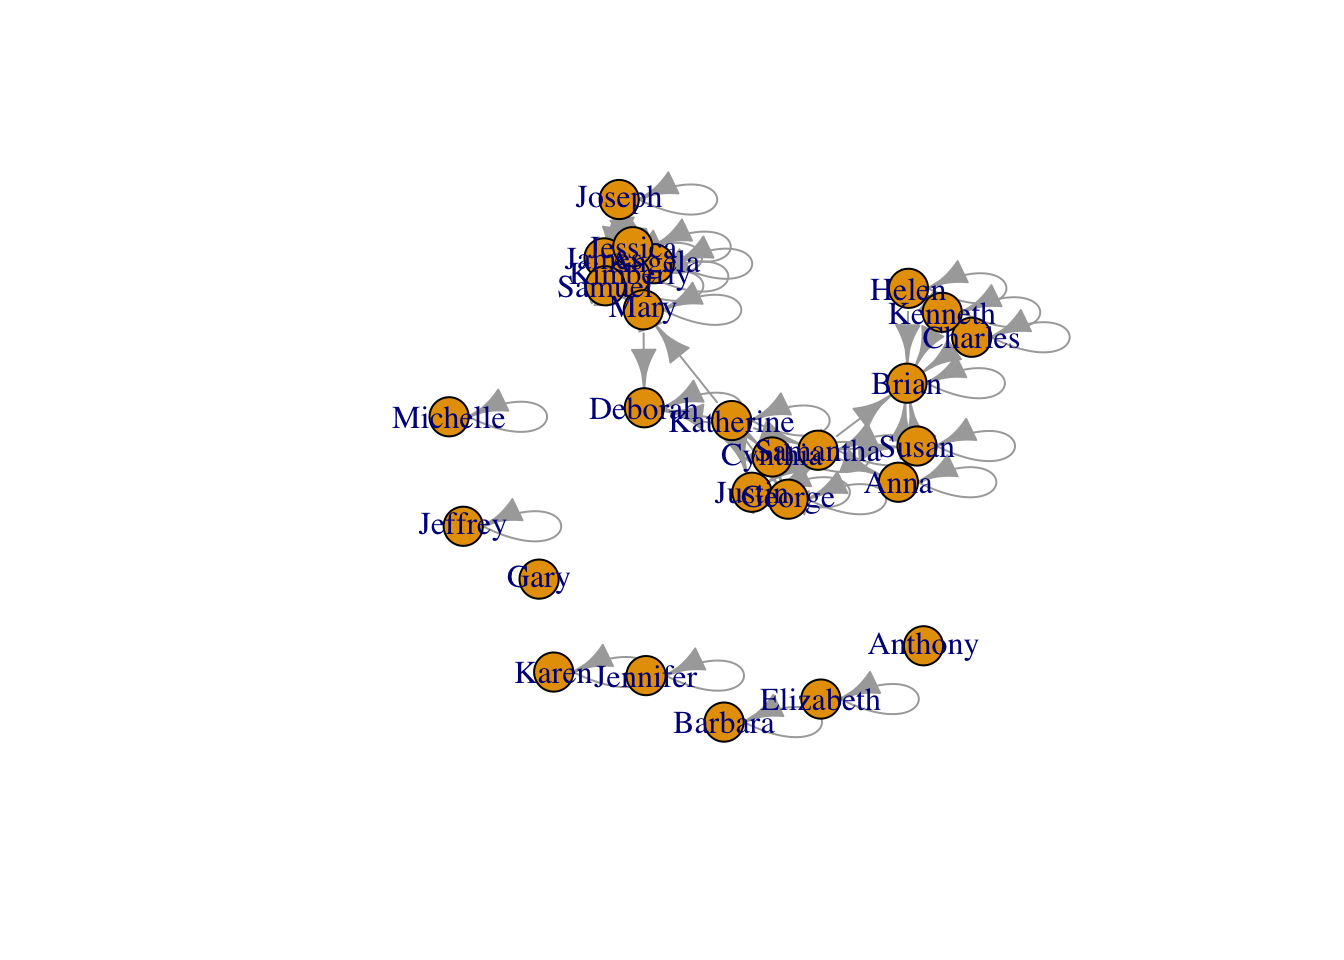 Joseph
Jessica
James
Angela
Kimberly
Samuel
Mary
Helen
Kenneth
Charles
Brian
Michelle
Deborah
Katherine
Cynthia
Samantha
Susan
Justin
George
Anna
Jeffrey
Gary
Anthony
Karen
Jennifer
Elizabeth
Barbara